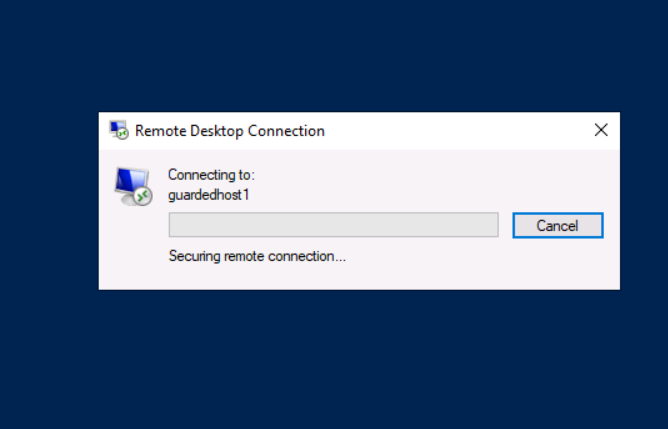 Remote Desktop Connection
Connecting to:
guardedhost1
Cancel
Securing remote connection...